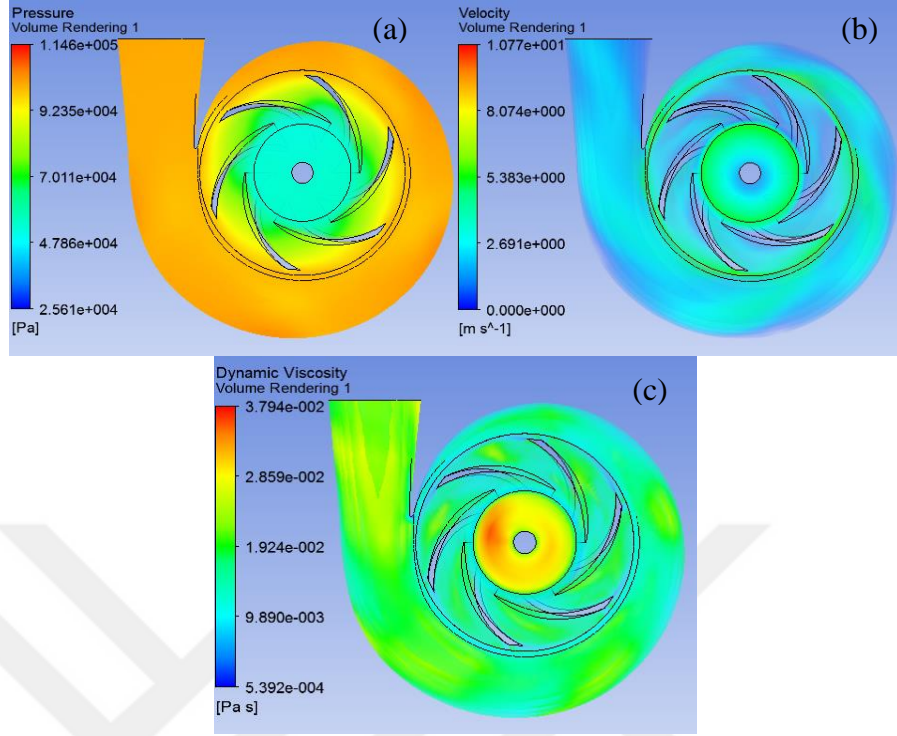 Pressure
Volume Rendering 1
(a)
1.146e+005
9.235e+004
7.011e+004
4.786e+004
2.561e+004
[Pa]
Velocity
Volume Rendering 1
(b)
1.077e+001
8.074e+000
5.383e+000
2.691e+000
0.000e+000
[m s^-1]
Dynamic Viscosity
Volume Rendering 1
(c)
3.794e-002
2.859e-002
1.924e-002
9.890e-003
5.392e-004
[Pa s]